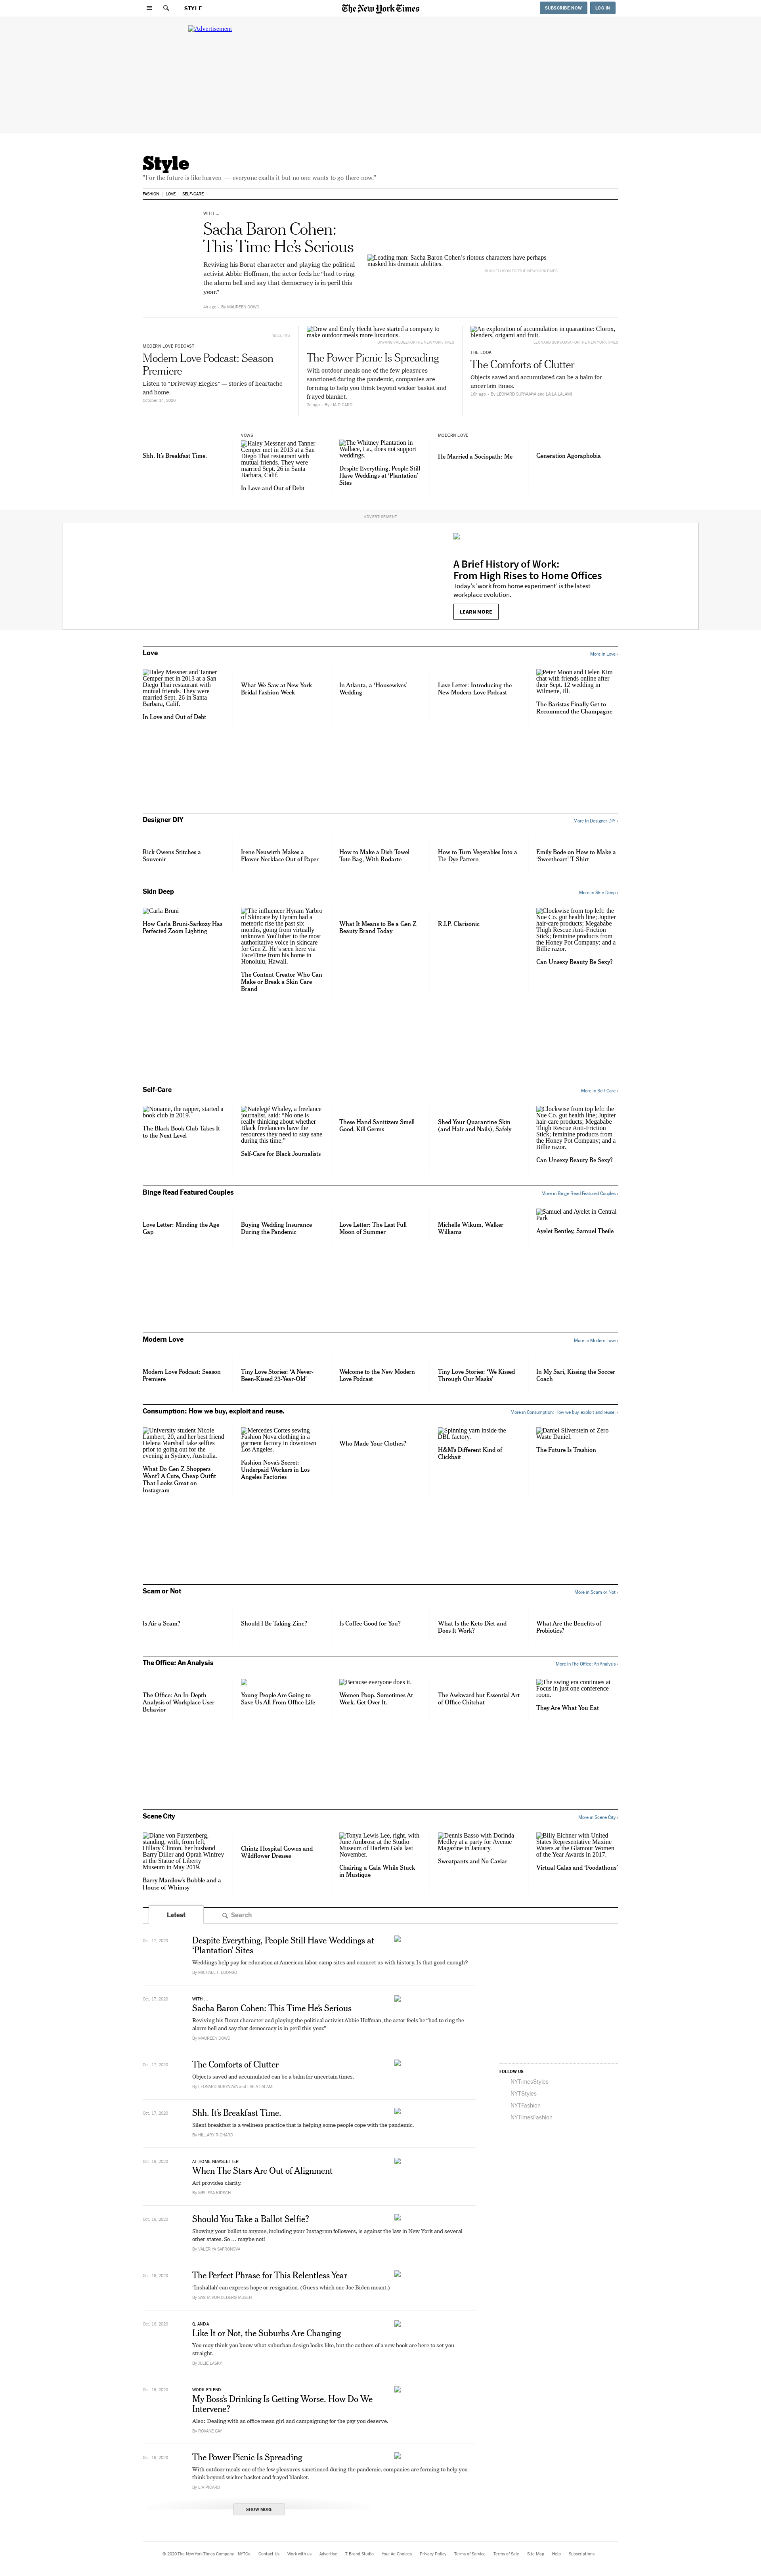 STYLE
The New York Times
SUBSCRIBE NOW
LOG IN
Advertisement
Style
"For the future is like heaven — everyone exalts it but no one wants to go there now."
FASHION
LOVE
SELF-CARE
WITH ...
Sacha Baron Cohen:
This Time He's Serious
Reviving his Borat character and playing the political
activist Abbie Hoffman, the actor feels he "had to ring
the alarm bell and say that democracy is in peril this
year."
4h ago · By MAUREEN DOWD
Leading man: Sacha Baron Cohen's riotous characters have perhaps
masked his dramatic abilities.
MODERN LOVE PODCAST
Modern Love Podcast: Season
Premiere
Listen to "Driveway Elegies" — stories of heartache
and hope.
October 14, 2020
Drew and Emily Hecht have started a company to
make outdoor meals more luxurious.
The Power Picnic Is Spreading
With outdoor meals one of the few pleasures
sanctioned during the pandemic, companies are
forming to help you think beyond wicker basket and
frayed blanket.
By LIA PICARD
An exploration of accumulation in quarantine: Clorox,
blenders, origami and fruit.
THE LOOK
The Comforts of Clutter
Objects saved and accumulated can be a balm for
uncertain times.
By LEONARD SURYAJAYA and LAILA LALAMI
Shh. It's Breakfast Time.
VOWS
Haley Messner and Tanner
Cemper met in 2013 at a San
Diego Thai restaurant with
mutual friends. They were
married Sept. 26 in Santa
Barbara, Calif.
In Love and Out of Debt
The Whitney Plantation in
Wallace, La., does not support
weddings.
Despite Everything, People Still
Have Weddings at 'Plantation'
Sites
MODERN LOVE
He Married a Sociopath: Me
Generation Agoraphobia
ADVERTISEMENT
A Brief History of Work:
From High Rises to Home Offices
Today's 'work from home experiment' is the latest
workplace evolution.
LEARN MORE
Love
More in Love ›
Haley Messner and Tanner
Cemper met in 2013 at a San
Diego Thai restaurant with
mutual friends. They were
married Sept. 26 in Santa
Barbara, Calif.
In Love and Out of Debt
What We Saw at New York
Bridal Fashion Week
In Atlanta, a 'Housewives'
Wedding
Love Letter: Introducing the
New Modern Love Podcast
Peter Moon and Helen Kim
chat with friends online after
their Sept. 12 wedding in
Wilmette, Ill.
The Baristas Finally Get to
Recommend the Champagne
Designer DIY
More in Designer DIY ›
Rick Owens Stitches a
Souvenir
Irene Neuwirth Makes a
Flower Necklace Out of Paper
How to Make a Dish Towel
Tote Bag, With Rodarte
How to Turn Vegetables Into a
Tie-Dye Pattern
Emily Bode on How to Make a
'Sweetheart' T-Shirt
Skin Deep
More in Skin Deep ›
Carla Bruni
How Carla Bruni-Sarkozy Has
Perfected Zoom Lighting
The influencer Hyram Yarbro
of Skincare by Hyram had a
meteoric rise the past six
months, going from virtually
unknown YouTuber to the most
authoritative voice in skincare
for Gen Z. He's seen here via
FaceTime from his home in
Honolulu, Hawaii.
The Content Creator Who Can
Make or Break a Skin Care
Brand
What It Means to Be a Gen Z
Beauty Brand Today
R.I.P. Clarisonic
Clockwise from top left: the
Nue Co. gut health line; Jupiter
hair-care products; Megababe
Thigh Rescue Anti-Friction
Stick; feminine products from
the Honey Pot Company; and a
Billie razor.
Can Unsexy Beauty Be Sexy?
Self-Care
More in Self-Care ›
Noname, the rapper, started a
book club in 2019.
The Black Book Club Takes It
to the Next Level
Natelegé Whaley, a freelance
journalist, said: "No one is
really thinking about whether
Black freelancers have the
resources they need to stay sane
during this time."
Self-Care for Black Journalists
These Hand Sanitizers Smell
Good, Kill Germs
Shed Your Quarantine Skin
(and Hair and Nails), Safely
Clockwise from top left: the
Nue Co. gut health line; Jupiter
hair-care products; Megababe
Thigh Rescue Anti-Friction
Stick; feminine products from
the Honey Pot Company; and a
Billie razor.
Can Unsexy Beauty Be Sexy?
Binge Read Featured Couples
More in Binge Read Featured Couples ›
Love Letter: Minding the Age
Gap
Buying Wedding Insurance
During the Pandemic
Love Letter: The Last Full
Moon of Summer
Michelle Wikum, Walker
Williams
Samuel and Ayelet in Central
Park
Ayelet Bentley, Samuel Tbeile
Modern Love
More in Modern Love ›
Modern Love Podcast: Season
Premiere
Tiny Love Stories: 'A Never-
Been-Kissed 23-Year-Old'
Welcome to the New Modern
Love Podcast
Tiny Love Stories: 'We Kissed
Through Our Masks'
In My Sari, Kissing the Soccer
Coach
Consumption: How we buy, exploit and reuse.
More in Consumption: How we buy, exploit and reuse. ›
University student Nicole
Lambert, 20, and her best friend
Helena Marshall take selfies
prior to going out for the
evening in Sydney, Australia.
What Do Gen Z Shoppers
Want? A Cute, Cheap Outfit
That Looks Great on
Instagram
Mercedes Cortes sewing
Fashion Nova clothing in a
garment factory in downtown
Los Angeles.
Fashion Nova's Secret:
Underpaid Workers in Los
Angeles Factories
Who Made Your Clothes?
Spinning yarn inside the
DBL factory.
H&M's Different Kind of
Clickbait
Daniel Silverstein of Zero
Waste Daniel.
The Future Is Trashion
Scam or Not
More in Scam or Not ›
Is Air a Scam?
Should I Be Taking Zinc?
Is Coffee Good for You?
What Is the Keto Diet and
Does It Work?
What Are the Benefits of
Probiotics?
The Office: An Analysis
More in The Office: An Analysis ›
The Office: An In-Depth
Analysis of Workplace User
Behavior
Young People Are Going to
Save Us All From Office Life
Because everyone does it.
Women Poop. Sometimes At
Work. Get Over It.
The Awkward but Essential Art
of Office Chitchat
The swing era continues at
Focus in just one conference
room.
They Are What You Eat
Scene City
More in Scene City ›
Diane von Furstenberg,
standing, with, from left,
Hillary Clinton, her husband
Barry Diller and Oprah Winfrey
at the Statue of Liberty
Museum in May 2019.
Barry Manilow's Bubble and a
House of Whimsy
Chintz Hospital Gowns and
Wildflower Dresses
Tonya Lewis Lee, right, with
June Ambrose at the Studio
Museum of Harlem Gala last
November.
Chairing a Gala While Stuck
in Mustique
Dennis Basso with Dorinda
Medley at a party for Avenue
Magazine in January.
Sweatpants and No Caviar
Billy Eichner with United
States Representative Maxine
Waters at the Glamour Women
of the Year Awards in 2017.
Virtual Galas and 'Foodathons'
Latest
Search
Oct. 17, 2020
Despite Everything, People Still Have Weddings at
'Plantation' Sites
Weddings help pay for education at American labor camp sites and connect us with history. Is that good enough?
By MICHAEL T. LUONGO
Oct. 17, 2020
WITH ...
Sacha Baron Cohen: This Time He's Serious
Reviving his Borat character and playing the political activist Abbie Hoffman, the actor feels he "had to ring the
alarm bell and say that democracy is in peril this year."
By MAUREEN DOWD
Oct. 17, 2020
The Comforts of Clutter
Objects saved and accumulated can be a balm for uncertain times.
By LEONARD SURYAJAYA and LAILA LALAMI
Oct. 17, 2020
Shh. It's Breakfast Time.
Silent breakfast is a wellness practice that is helping some people cope with the pandemic.
By HILLARY RICHARD
Oct. 16, 2020
AT HOME NEWSLETTER
When The Stars Are Out of Alignment
Art provides clarity.
By MELISSA KIRSCH
Oct. 16, 2020
Should You Take a Ballot Selfie?
Showing your ballot to anyone, including your Instagram followers, is against the law in New York and several
other states. So ... maybe not!
By VALERIYA SAFRONOVA
Oct. 16, 2020
The Perfect Phrase for This Relentless Year
'Inshallah' can express hope or resignation. (Guess which one Joe Biden meant.)
Oct. 16, 2020
Q. AND A.
Like It or Not, the Suburbs Are Changing
You may think you know what suburban design looks like, but the authors of a new book are here to set you
straight.
By JULIE LASKY
Oct. 16, 2020
WORK FRIEND
My Boss's Drinking Is Getting Worse. How Do We
Intervene?
Also: Dealing with an office mean girl and campaigning for the pay you deserve.
By ROXANE GAY
Oct. 16, 2020
The Power Picnic Is Spreading
With outdoor meals one of the few pleasures sanctioned during the pandemic, companies are forming to help you
think beyond wicker basket and frayed blanket.
By LIA PICARD
SHOW MORE
FOLLOW US
NYTimesStyles
NYTStyles
NYTFashion
NYTimesFashion
© 2020 The New York Times Company
NYTCo
Contact Us
Work with us
Advertise
T Brand Studio
Your Ad Choices
Privacy Policy
Terms of Service
Terms of Sale
Site Map
Help
Subscriptions